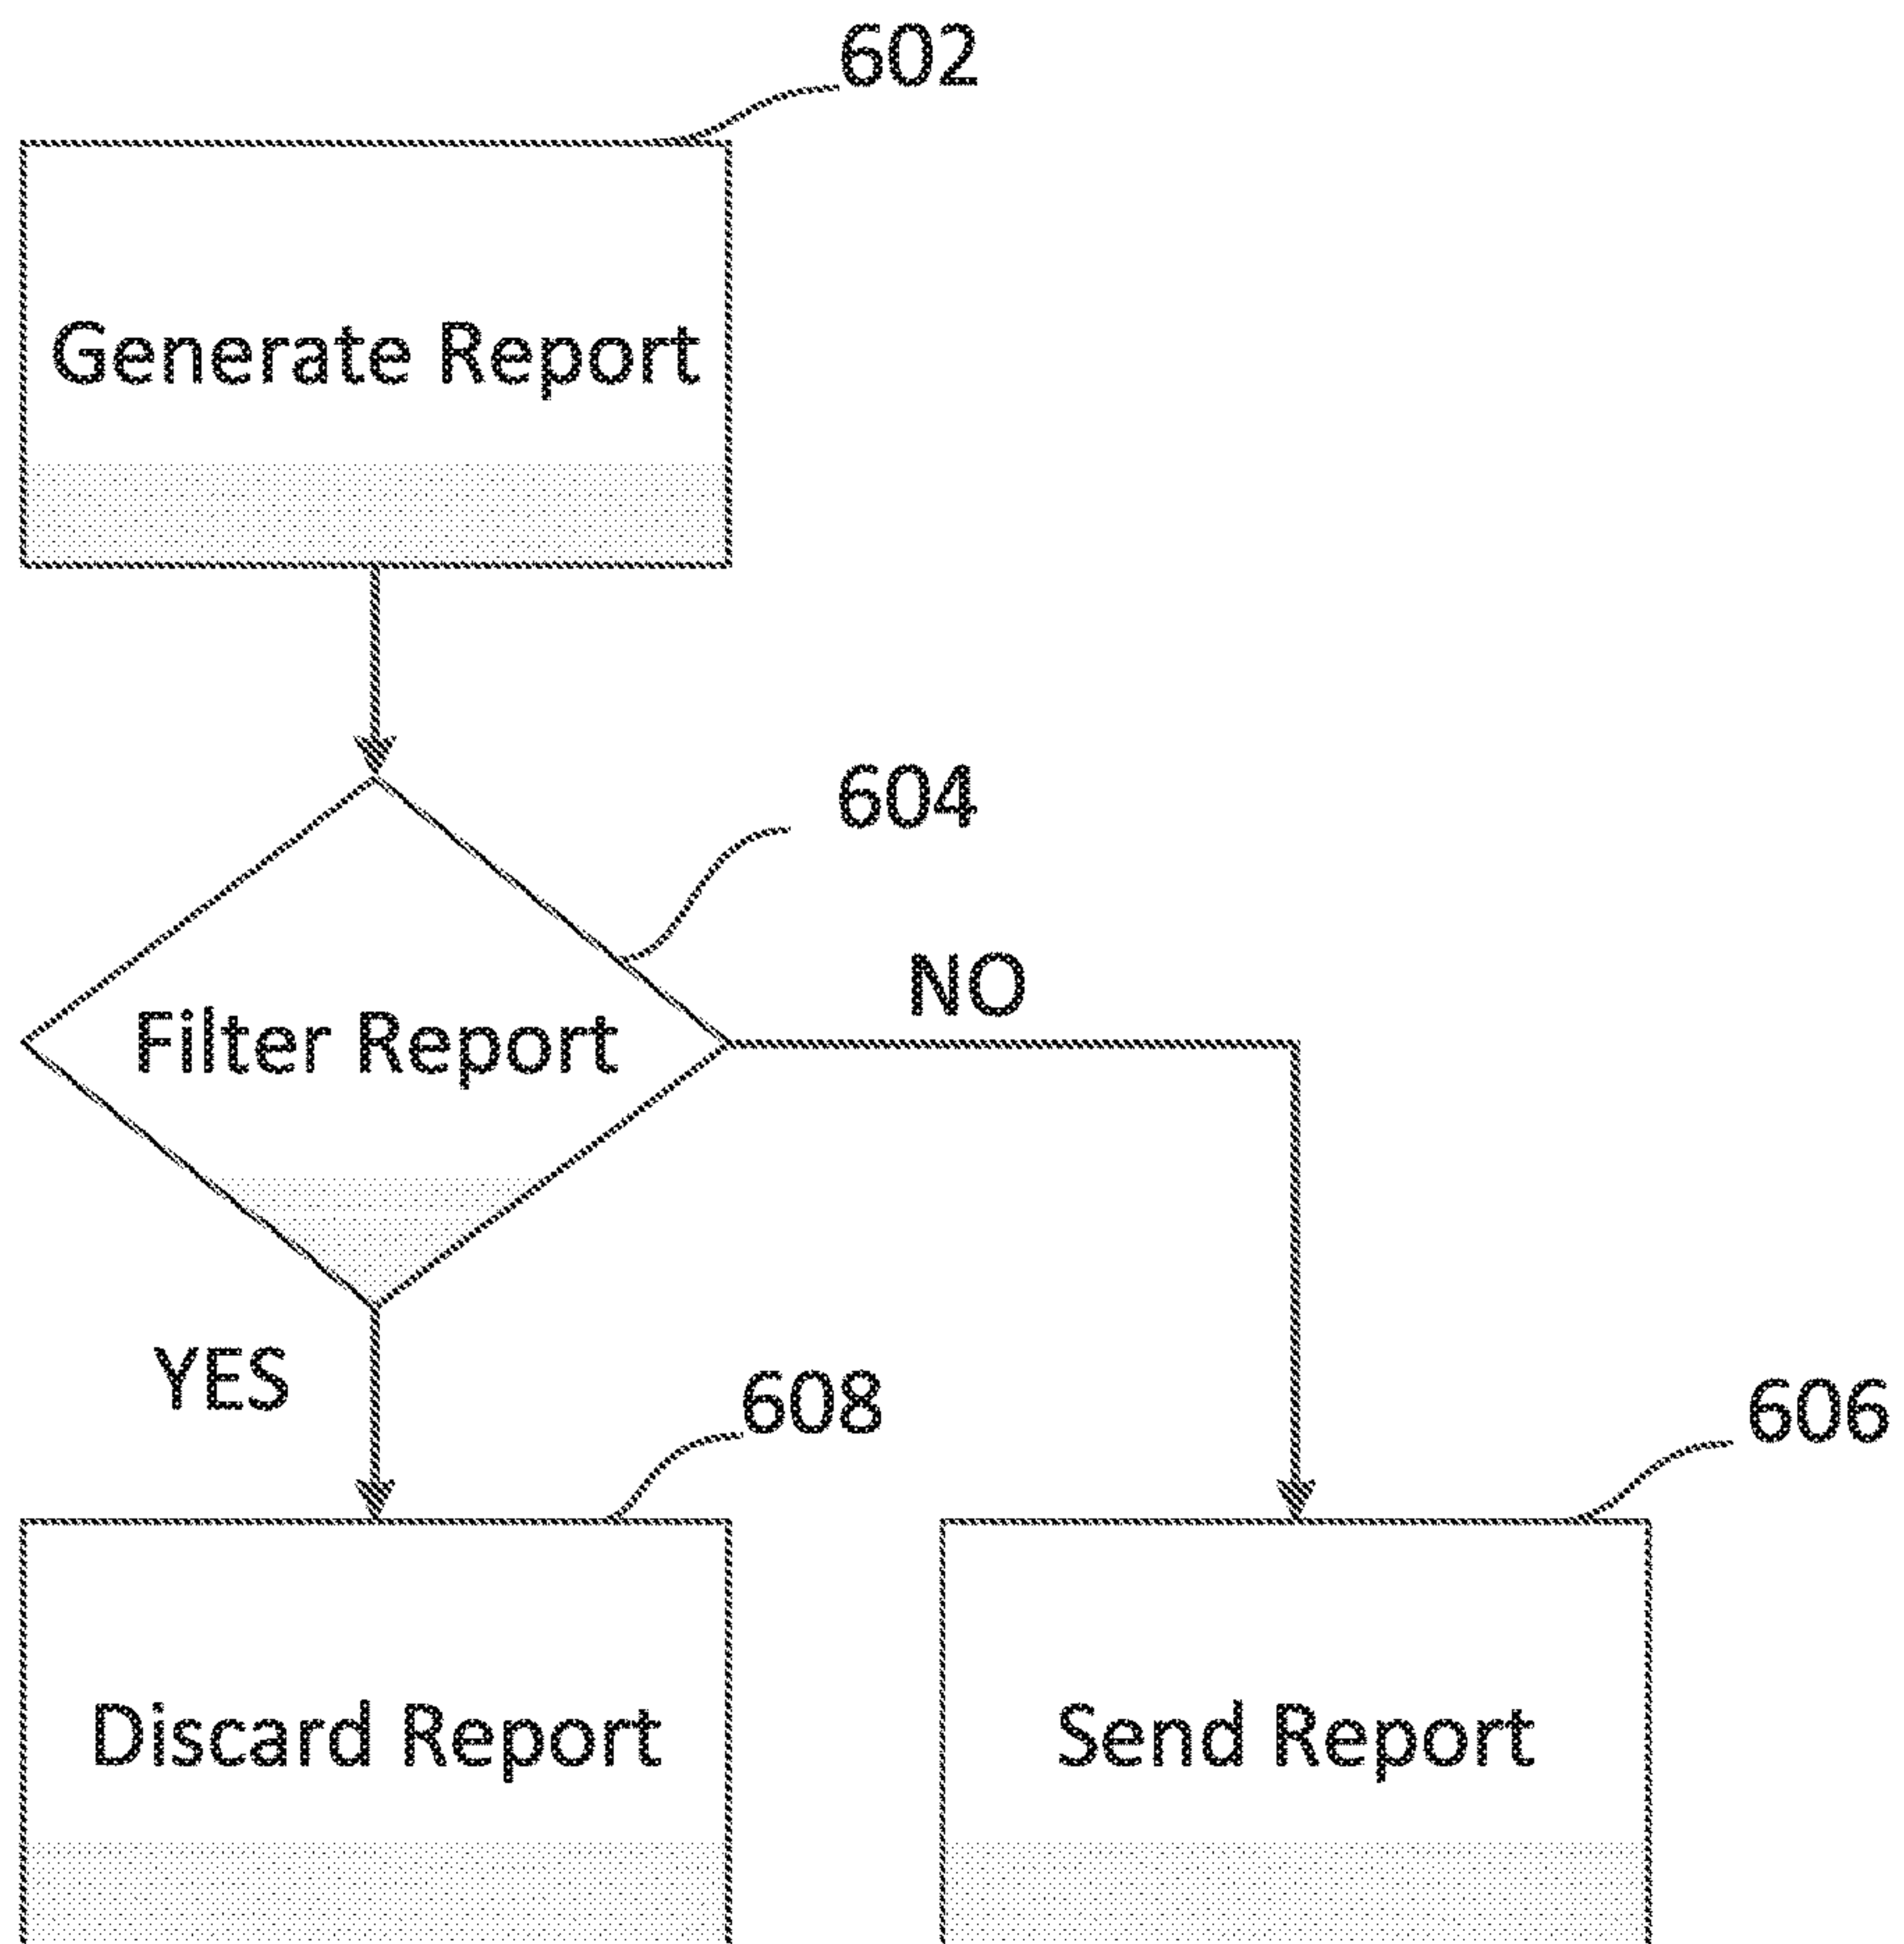 602
Generate Report
604
NO
Filter Report
YES
608
606
Discard Report
Send Report